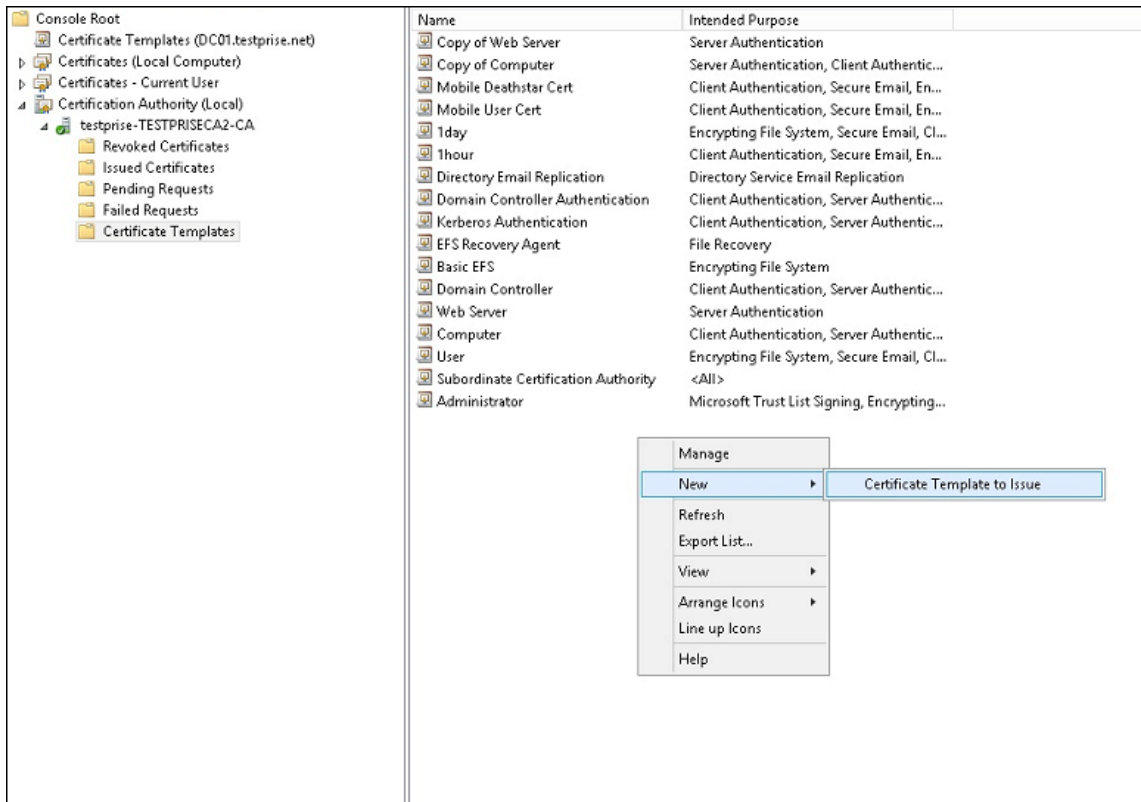 Console Root
Certificate Templates (DC01.testprise.net)
Certificates (Local Computer)
Certificates - Current User
Certification Authority (Local)
testprise-TESTPRISECA2-CA
Revoked Certificates
Issued Certificates
Pending Requests
Failed Requests
Certificate Templates
Name Intended Purpose
Copy of Web Server Server Authentication
Copy of Computer Server Authentication, Client Authentic...
Mobile Deathstar Cert Client Authentication, Secure Email, En...
Mobile User Cert Client Authentication, Secure Email, En...
1day Encrypting File System, Secure Email, Cl...
1hour Client Authentication, Secure Email, En...
Directory Email Replication Directory Service Email Replication
Domain Controller Authentication Client Authentication, Server Authentic...
Kerberos Authentication Client Authentication, Server Authentic...
EFS Recovery Agent File Recovery
Basic EFS Encrypting File System
Domain Controller Client Authentication, Server Authentic...
Web Server Server Authentication
Computer Client Authentication, Server Authentic...
User Encrypting File System, Secure Email, Cl...
Subordinate Certification Authority <All>
Administrator Microsoft Trust List Signing, Encrypting...
Manage
New Certificate Template to Issue
Refresh
Export List...
View
Arrange Icons
Line up Icons
Help